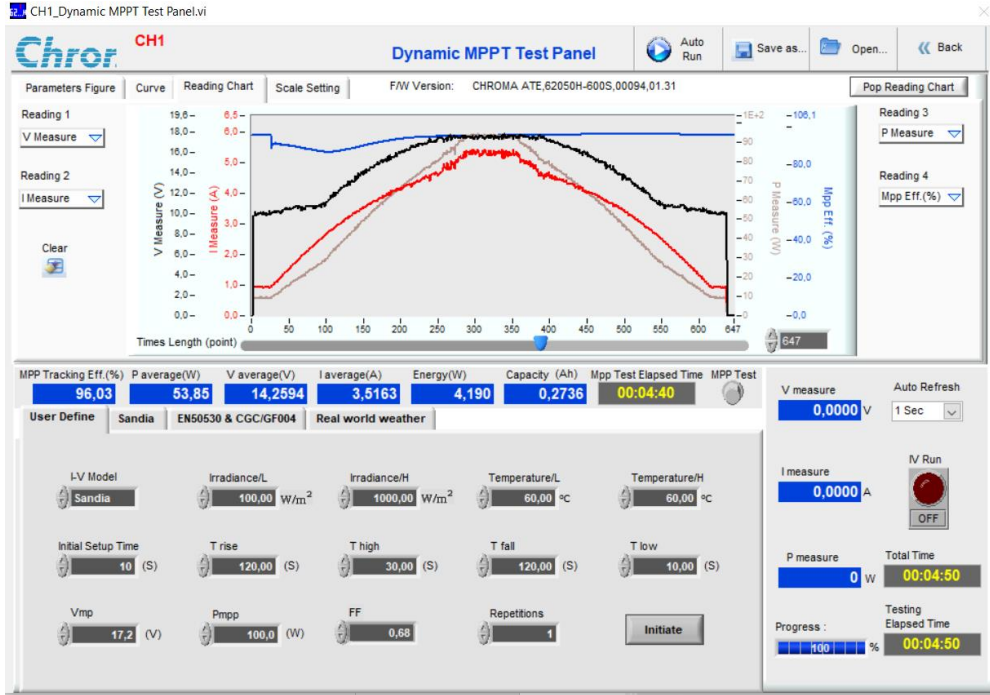 CH1_Dynamic MPPT Test Panel.vi
Chror.
CH1
Dynamic MPPT Test Panel
Auto Run
Save as...
Open...
Back
Parameters Figure
Curve
Reading Chart
Scale Setting
F/W Version: CHROMA ATE,62050H-600S,00094,01.31
Pop Reading Chart
Reading 1
V Measure
Reading 2
I Measure
Clear
V Measure (V)
19,6
18,0
16,0
14,0
12,0
10,0
8,0
6,0
4,0
2,0
0,0
I Measure (A)
6,5
6,0
5,0
4,0
3,0
2,0
1,0
0,0
1E+2
90
80
70
60
50
40
30
20
10
0
P Measure (W)
106,1
80,0
60,0
40,0
20,0
0,0
Mpp Eff. (%)
Reading 3
P Measure
Reading 4
Mpp Eff.(%)
0 50 100 150 200 250 300 350 400 450 500 550 600 647
Times Length (point)
647
MPP Tracking Eff.(%) P average(W) V average(V) I average(A) Energy(W) Capacity (Ah) Mpp Test Elapsed Time MPP Test
96,03 53,85 14,2594 3,5163 4,190 0,2736 00:04:40
User Define
Sandia
EN50530 & CGC/GF004
Real world weather
I-V Model Irradiance/L Irradiance/H Temperature/L Temperature/H
Sandia 100,00 W/m² 1000,00 W/m² 60,00 ºC 60,00 ºC
Initial Setup Time T rise T high T fall T low
10 (S) 120,00 (S) 30,00 (S) 120,00 (S) 10,00 (S)
Vmp Pmpp FF Repetitions
17,2 (V) 100,0 (W) 0,68 1
Initiate
V measure
0,0000 V
Auto Refresh
1 Sec
I measure
0,0000 A
IV Run
OFF
P measure
0 W
Total Time
00:04:50
Progress :
100 %
Testing Elapsed Time
00:04:50